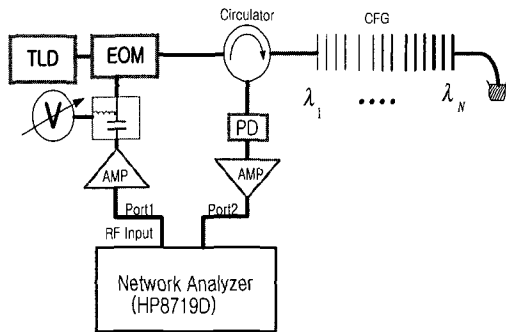 Circulator
CFG
TLD
EOM
λ1
....
λN
V
PD
AMP
AMP
Port1
Port2
RF Input
Network Analyzer
(HP8719D)